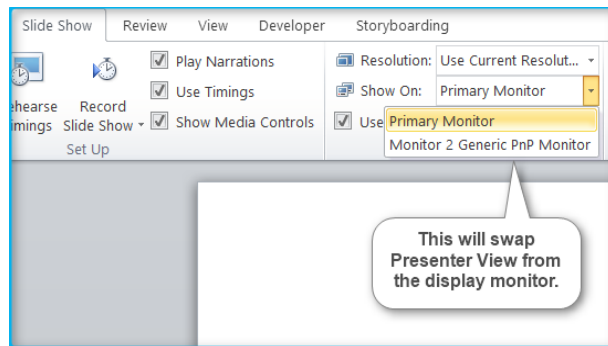 Slide Show Review View Developer Storyboarding
Play Narrations
Use Timings
Show Media Controls
Record
Slide Show
Set Up
Resolution: Use Current Resolut...
Show On: Primary Monitor
Use
Primary Monitor
Monitor 2 Generic PnP Monitor
This will swap
Presenter View from
the display monitor.